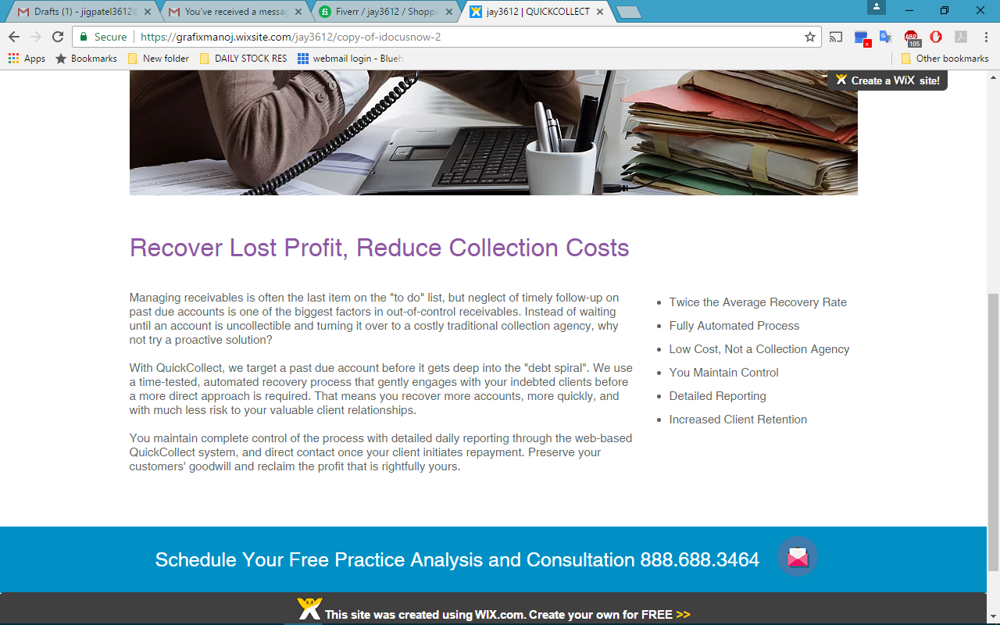 Drafts (1) - jigpatel3612@
You've received a messag
Fiverr / jay3612 / Shoppi
jay3612 | QUICKCOLLECT
Secure
https://grafixmanoj.wixsite.com/jay3612/copy-of-idocusnow-2
ABP
105
Apps
Bookmarks
New folder
DAILY STOCK RES
webmail login - Blueh
Other bookmarks
Create a WiX site!
Recover Lost Profit, Reduce Collection Costs
Managing receivables is often the last item on the "to do" list, but neglect of timely follow-up on
past due accounts is one of the biggest factors in out-of-control receivables. Instead of waiting
until an account is uncollectible and turning it over to a costly traditional collection agency, why
not try a proactive solution?
With QuickCollect, we target a past due account before it gets deep into the "debt spiral". We use
a time-tested, automated recovery process that gently engages with your indebted clients before
a more direct approach is required. That means you recover more accounts, more quickly, and
with much less risk to your valuable client relationships.
You maintain complete control of the process with detailed daily reporting through the web-based
QuickCollect system, and direct contact once your client initiates repayment. Preserve your
customers' goodwill and reclaim the profit that is rightfully yours.
• Twice the Average Recovery Rate
• Fully Automated Process
• Low Cost, Not a Collection Agency
• You Maintain Control
• Detailed Reporting
• Increased Client Retention
Schedule Your Free Practice Analysis and Consultation 888.688.3464
This site was created using WIX.com. Create your own for FREE >>